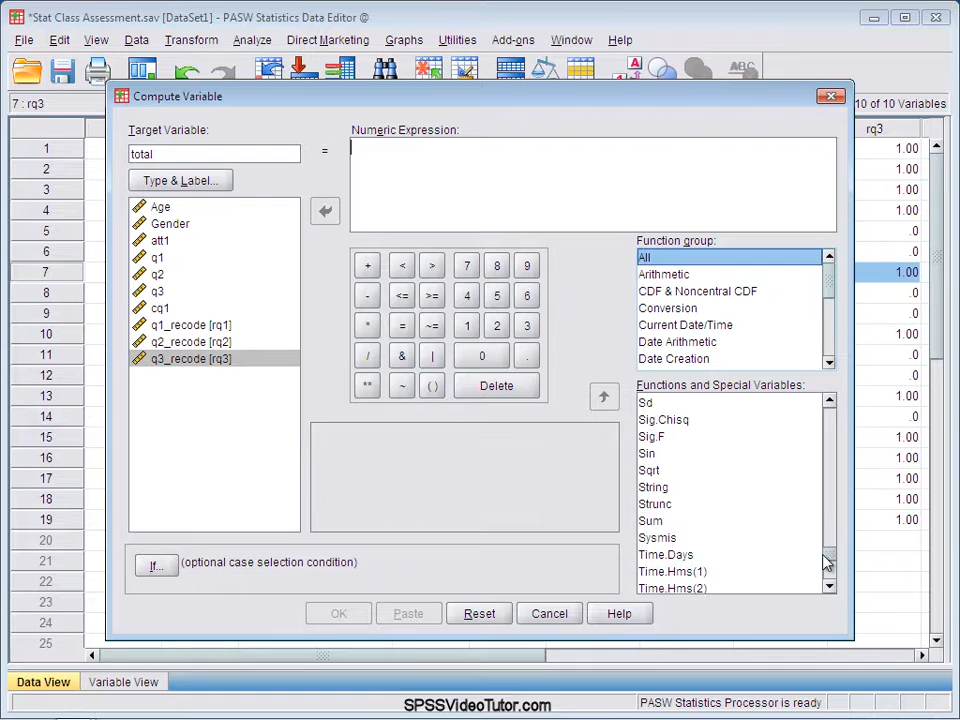 *Stat Class Assessment.sav [DataSet1] - PASW Statistics Data Editor @
File Edit View Data Transform Analyze Direct Marketing Graphs Utilities Add-ons Window Help
A
ABC
7 : rq3
10 of 10 Variables
Compute Variable
Target Variable:
total
=
Numeric Expression:
Type & Label...
Age
Gender
att1
q1
q2
q3
cq1
q1_recode [rq1]
q2_recode [rq2]
q3_recode [rq3]
+ < > 7 8 9
- <= >= 4 5 6
* = ~= 1 2 3
/ & | 0 .
** ~ ( ) Delete
Function group:
All
Arithmetic
CDF & Noncentral CDF
Conversion
Current Date/Time
Date Arithmetic
Date Creation
Functions and Special Variables:
Sd
Sig.Chisq
Sig.F
Sin
Sqrt
String
Strunc
Sum
Sysmis
Time.Days
Time.Hms(1)
Time.Hms(2)
If... (optional case selection condition)
OK Paste Reset Cancel Help
rq3
1 1.00
2 1.00
3 1.00
4 1.00
5 .0
6 .0
7 1.00
8 .0
9 .0
10 1.00
11 .0
12 .0
13 1.00
14 .0
15 1.00
16 1.00
17 1.00
18 1.00
19 1.00
20
21
22
23
24
25
Data View Variable View
SPSSVideoTutor.com
PASW Statistics Processor is ready